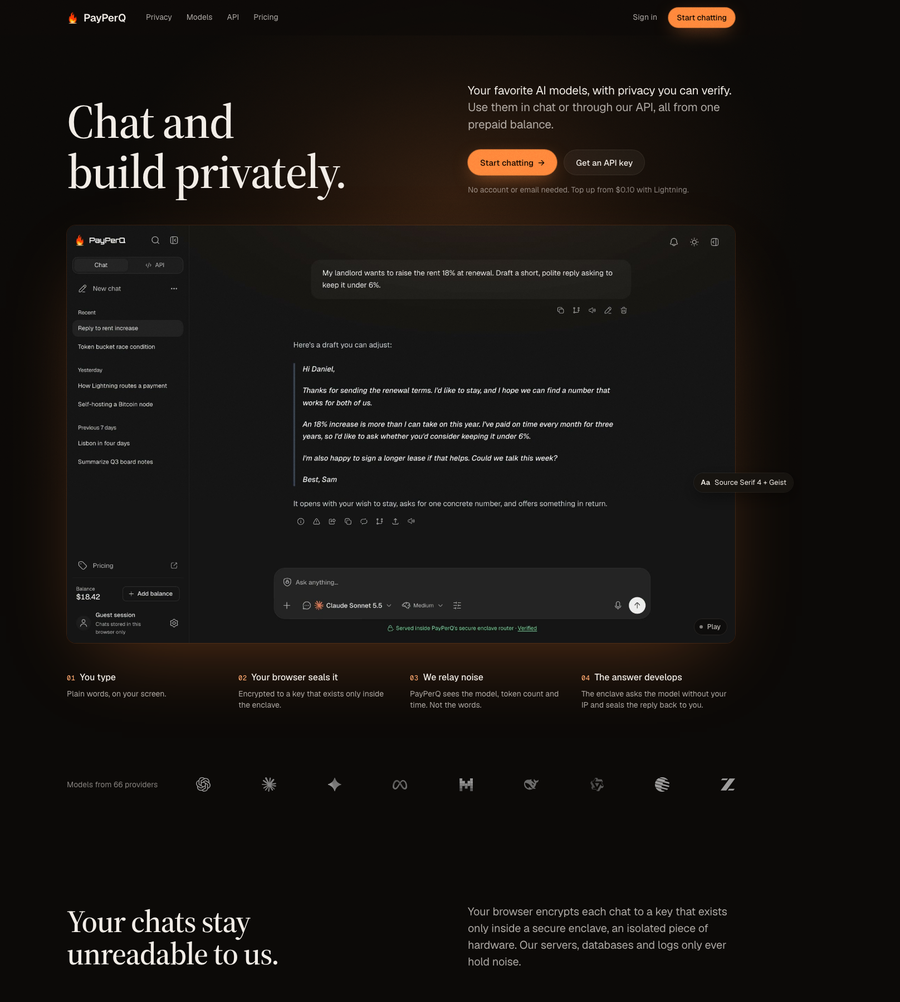 PayPerQ Privacy Models API Pricing Sign in Start chatting
Chat and
build privately.
Your favorite AI models, with privacy you can verify.
Use them in chat or through our API, all from one
prepaid balance.
Start chatting → Get an API key
No account or email needed. Top up from $0.10 with Lightning.
PayPerQ
Chat </> API
New chat
Recent
Reply to rent increase
Token bucket race condition
Yesterday
How Lightning routes a payment
Self-hosting a Bitcoin node
Previous 7 days
Lisbon in four days
Summarize Q3 board notes
Pricing
Balance
$18.42
+ Add balance
Guest session
Chats stored in this
browser only
My landlord wants to raise the rent 18% at renewal. Draft a short, polite reply asking to
keep it under 6%.
Here's a draft you can adjust:
Hi Daniel,
Thanks for sending the renewal terms. I'd like to stay, and I hope we can find a number that
works for both of us.
An 18% increase is more than I can take on this year. I've paid on time every month for three
years, so I'd like to ask whether you'd consider keeping it under 6%.
I'm also happy to sign a longer lease if that helps. Could we talk this week?
Best, Sam
It opens with your wish to stay, asks for one concrete number, and offers something in return.
Ask anything...
Claude Sonnet 5.5 Medium
Served inside PayPerQ's secure enclave router · Verified
Aa Source Serif 4 + Geist
Play
01 You type
Plain words, on your screen.
02 Your browser seals it
Encrypted to a key that exists only inside
the enclave.
03 We relay noise
PayPerQ sees the model, token count and
time. Not the words.
04 The answer develops
The enclave asks the model without your
IP and seals the reply back to you.
Models from 66 providers
Your chats stay
unreadable to us.
Your browser encrypts each chat to a key that exists
only inside a secure enclave, an isolated piece of
hardware. Our servers, databases and logs only ever
hold noise.